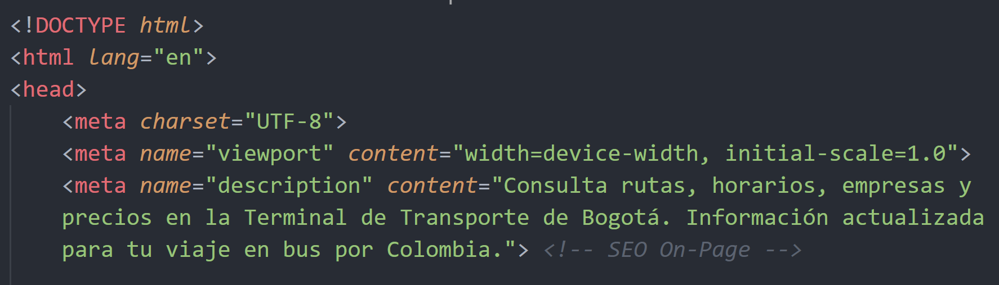 <!DOCTYPE html>
<html lang="en">
<head>
<meta charset="UTF-8">
<meta name="viewport" content="width=device-width, initial-scale=1.0">
<meta name="description" content="Consulta rutas, horarios, empresas y
precios en la Terminal de Transporte de Bogotá. Información actualizada
para tu viaje en bus por Colombia."> <!-- SEO On-Page -->